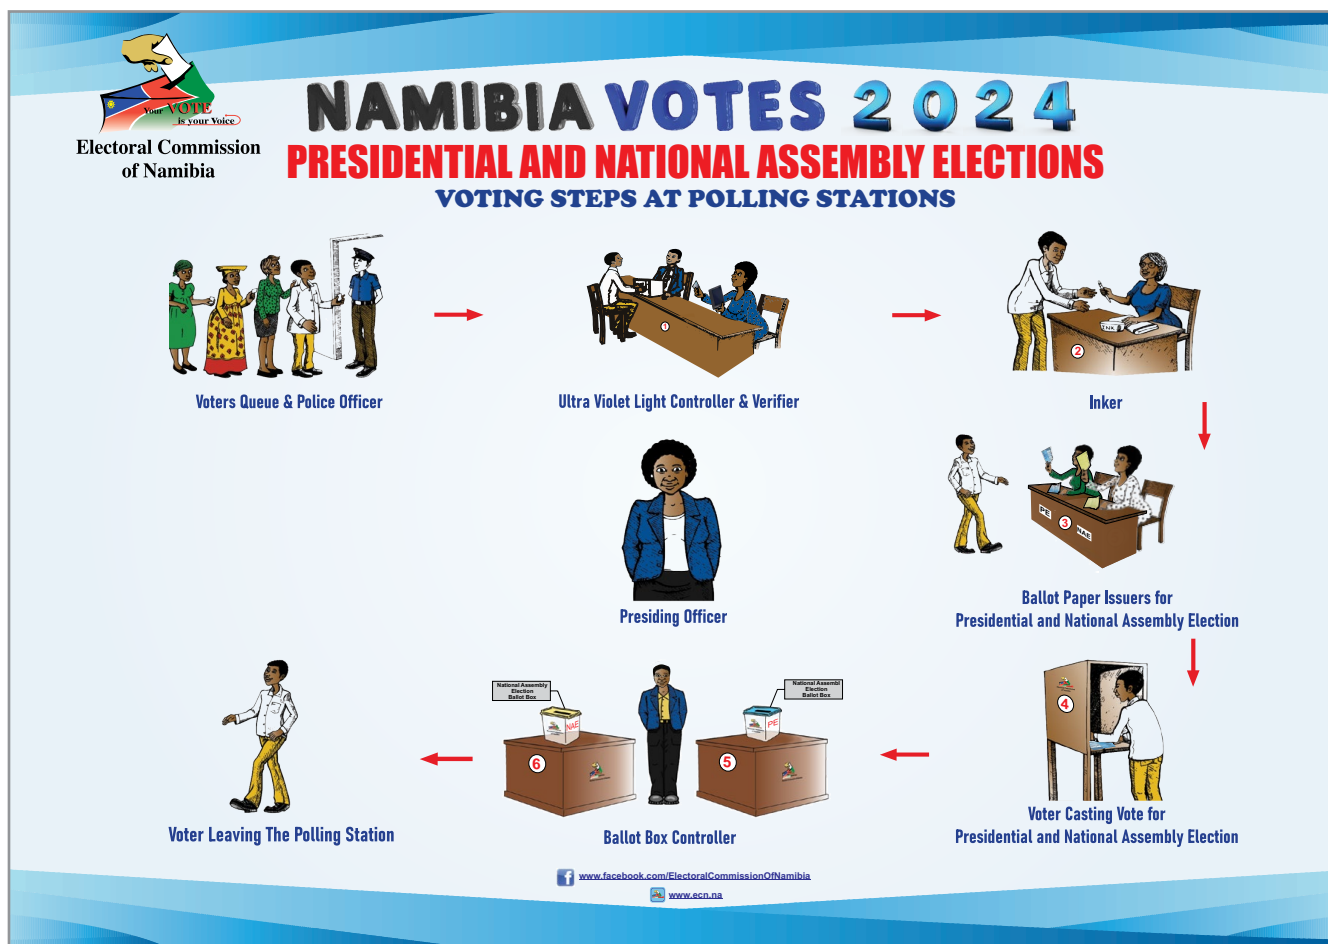 Your VOTE
is your Voice
Electoral Commission
of Namibia
NAMIBIA VOTES 2024
PRESIDENTIAL AND NATIONAL ASSEMBLY ELECTIONS
VOTING STEPS AT POLLING STATIONS
Voters Queue & Police Officer
1
Ultra Violet Light Controller & Verifier
INK
2
Inker
PE
3
NAE
Ballot Paper Issuers for
Presidential and National Assembly Election
Presiding Officer
4
Voter Casting Vote for
Presidential and National Assembly Election
National Assembly
Election
Ballot Box
NAE
6
National Assembl
Election
Ballot Box
PE
5
Ballot Box Controller
Voter Leaving The Polling Station
www.facebook.com/ElectoralCommissionOfNamibia
www.ecn.na